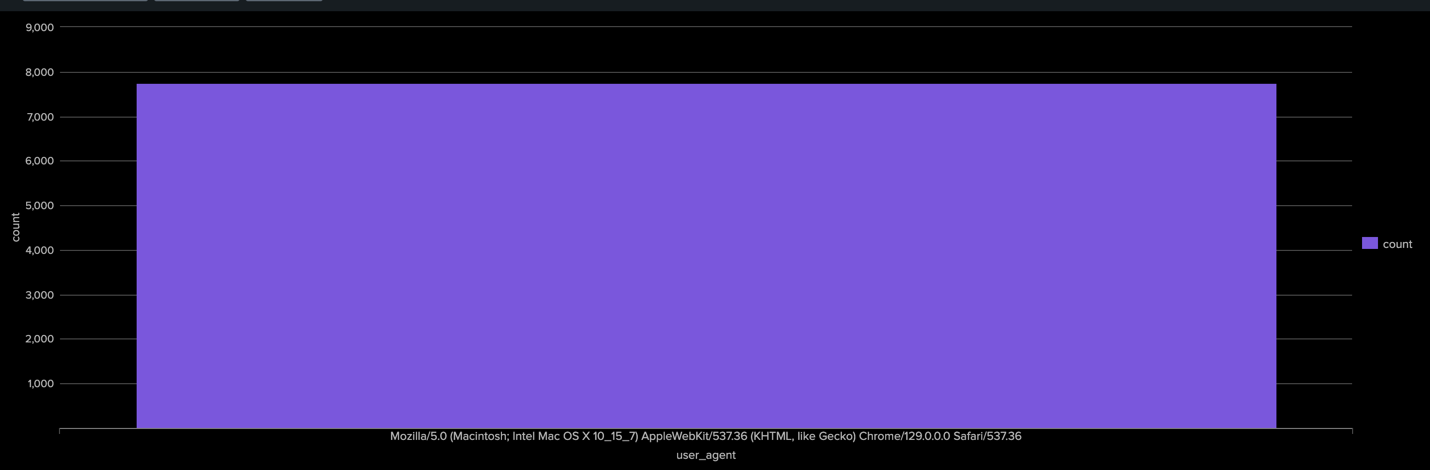 9,000
8,000
7,000
6,000
5,000
4,000
3,000
2,000
1,000
count
count
Mozilla/5.0 (Macintosh; Intel Mac OS X 10_15_7) AppleWebKit/537.36 (KHTML, like Gecko) Chrome/129.0.0.0 Safari/537.36
user_agent